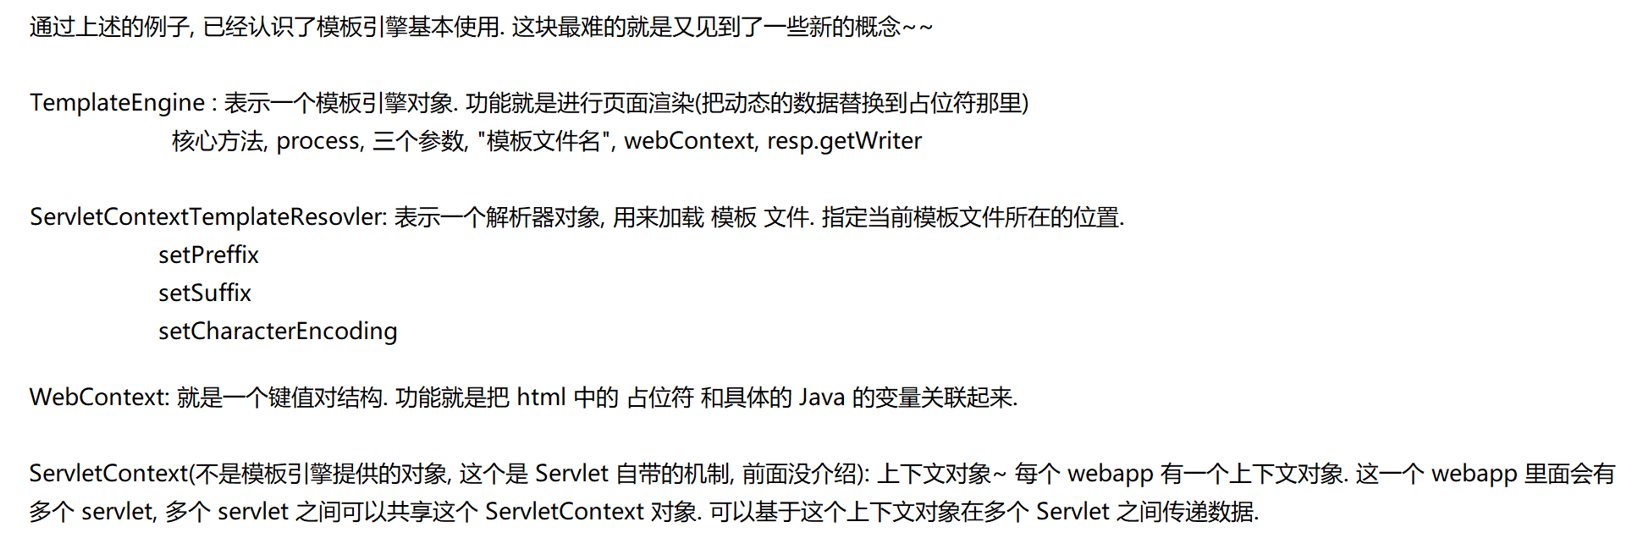 通过上述的例子, 已经认识了模板引擎基本使用. 这块最难的就是又见到了一些新的概念~~
TemplateEngine : 表示一个模板引擎对象. 功能就是进行页面渲染(把动态的数据替换到占位符那里)
核心方法, process, 三个参数, "模板文件名", webContext, resp.getWriter
ServletContextTemplateResovler: 表示一个解析器对象, 用来加载 模板 文件. 指定当前模板文件所在的位置.
setPreffix
setSuffix
setCharacterEncoding
WebContext: 就是一个键值对结构. 功能就是把 html 中的 占位符 和具体的 Java 的变量关联起来.
ServletContext(不是模板引擎提供的对象, 这个是 Servlet 自带的机制, 前面没介绍): 上下文对象~ 每个 webapp 有一个上下文对象. 这一个 webapp 里面会有
多个 servlet, 多个 servlet 之间可以共享这个 ServletContext 对象. 可以基于这个上下文对象在多个 Servlet 之间传递数据.